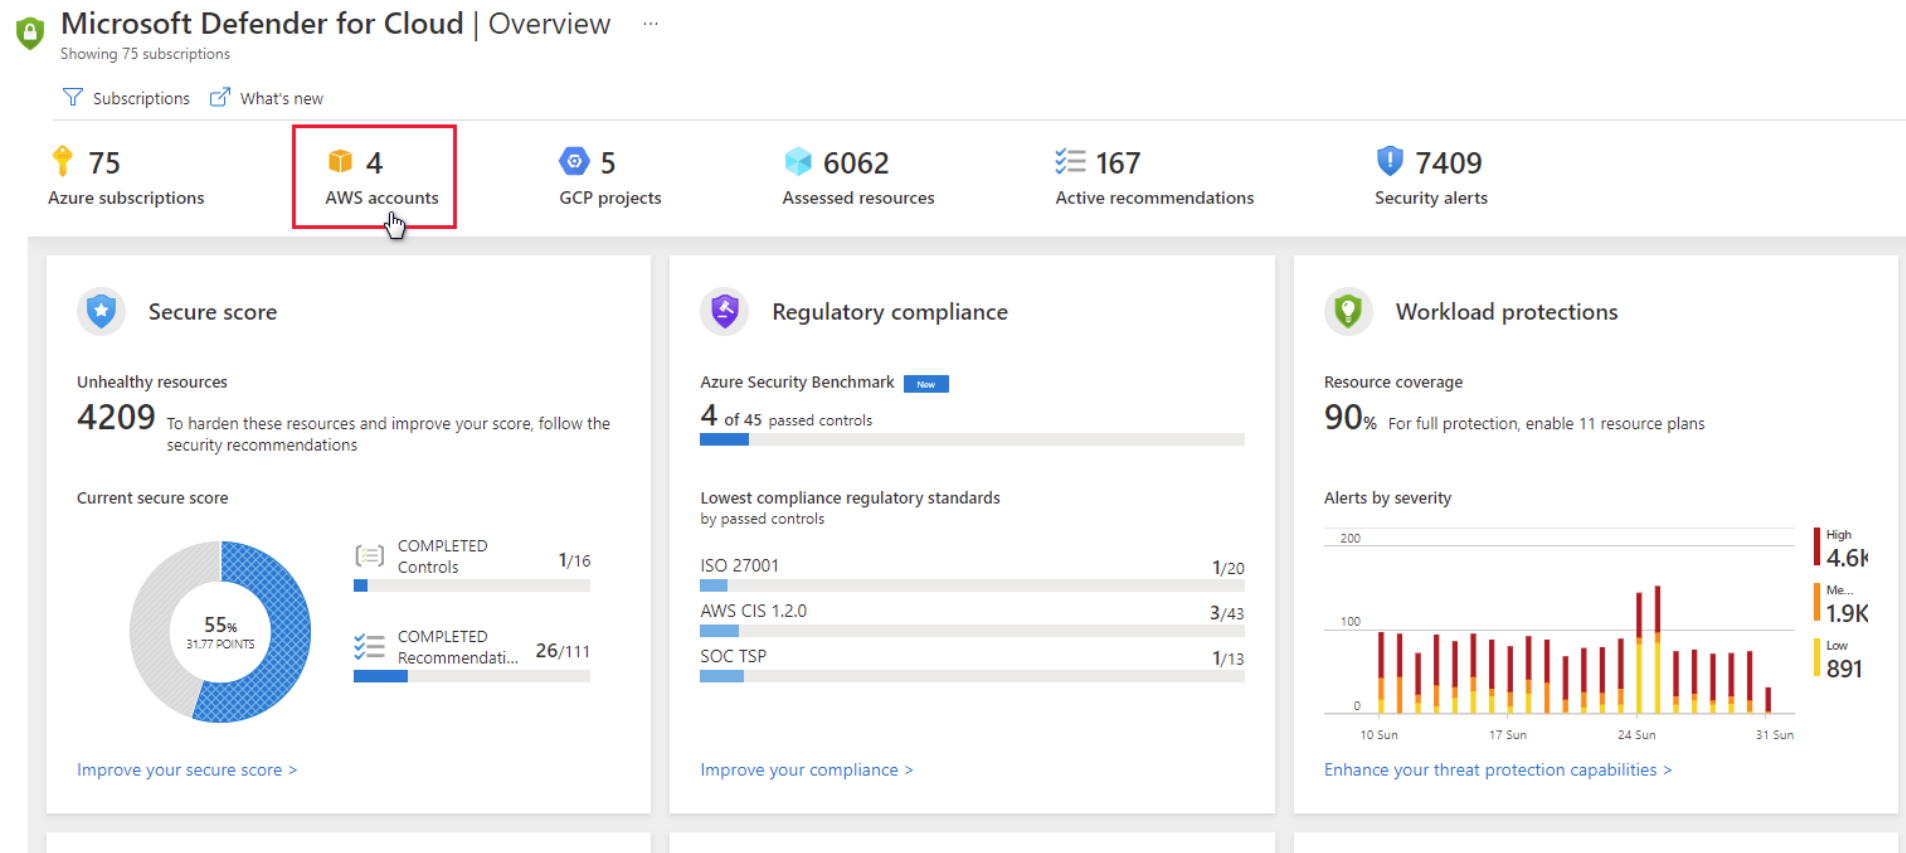 Microsoft Defender for Cloud | Overview ...
Showing 75 subscriptions
Subscriptions What's new
75
Azure subscriptions
4
AWS accounts
5
GCP projects
6062
Assessed resources
167
Active recommendations
7409
Security alerts
Secure score
Unhealthy resources
4209 To harden these resources and improve your score, follow the
security recommendations
Current secure score
55%
31.77 POINTS
COMPLETED
Controls 1/16
COMPLETED
Recommendati... 26/111
Improve your secure score >
Regulatory compliance
Azure Security Benchmark New
4 of 45 passed controls
Lowest compliance regulatory standards
by passed controls
ISO 27001 1/20
AWS CIS 1.2.0 3/43
SOC TSP 1/13
Improve your compliance >
Workload protections
Resource coverage
90% For full protection, enable 11 resource plans
Alerts by severity
200
100
0
10 Sun 17 Sun 24 Sun 31 Sun
High
4.6K
Me...
1.9K
Low
891
Enhance your threat protection capabilities >